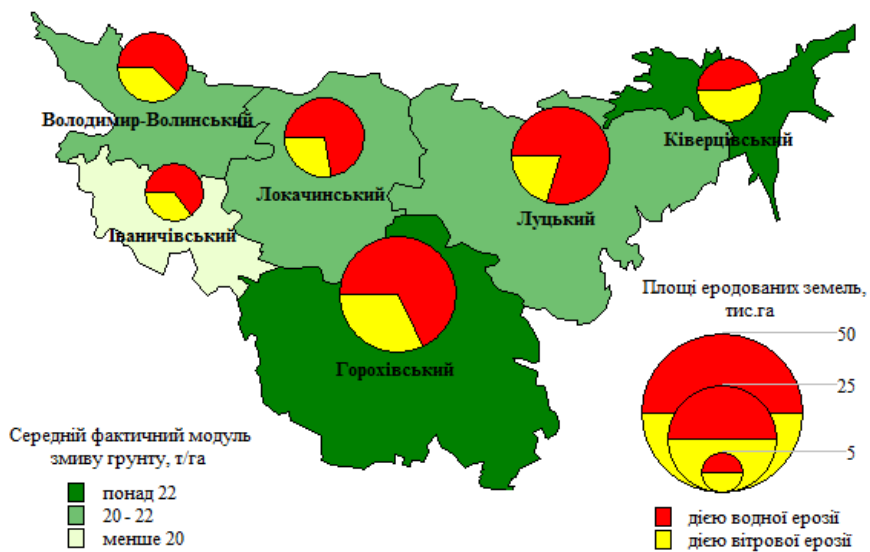 Володимир-Волинський
Локачинський
Ківерцівський
Луцький
Іваничівський
Горохівський
Площі еродованих земель,
тис.га
50
25
5
Середній фактичний модуль
змиву грунту, т/га
понад 22
20 - 22
менше 20
дією водної ерозії
дією вітрової ерозії